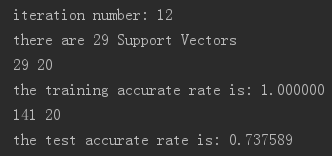 iteration number: 12
there are 29 Support Vectors
29 20
the training accurate rate is: 1.000000
141 20
the test accurate rate is: 0.737589